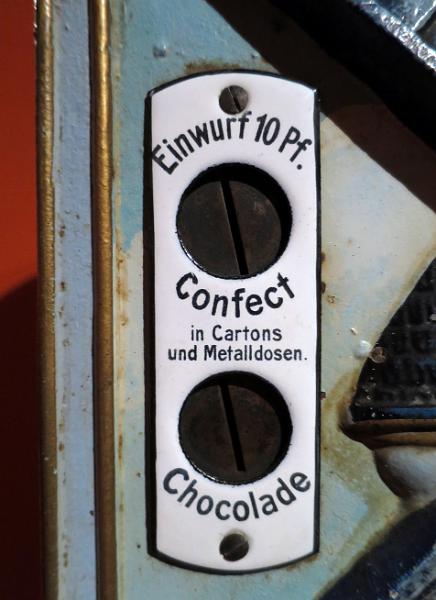 Einwurf 10 Pf.
Confect
in Cartons
und Metalldosen.
Chocolade